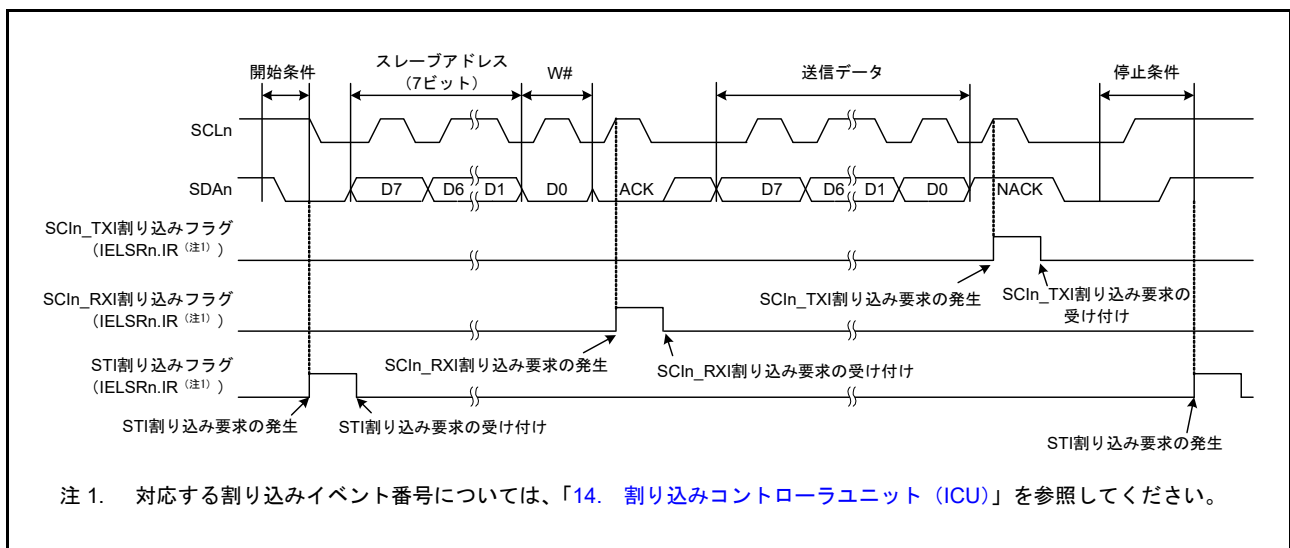 開始条件
スレーブアドレス
（7ビット）
W#
送信データ
停止条件
SCLn
SDAn
D7
D6
D1
D0
ACK
D7
D6
D1
D0
NACK
SCIn_TXI割り込みフラグ
（IELSRn.IR（注1））
SCIn_TXI割り込み要求の発生
SCIn_TXI割り込み要求の
受け付け
SCIn_RXI割り込みフラグ
（IELSRn.IR（注1））
SCIn_RXI割り込み要求の発生
SCIn_RXI割り込み要求の受け付け
STI割り込みフラグ
（IELSRn.IR（注1））
STI割り込み要求の発生
STI割り込み要求の受け付け
STI割り込み要求の発生
注 1. 対応する割り込みイベント番号については、「14. 割り込みコントローラユニット（ICU）」を参照してください。